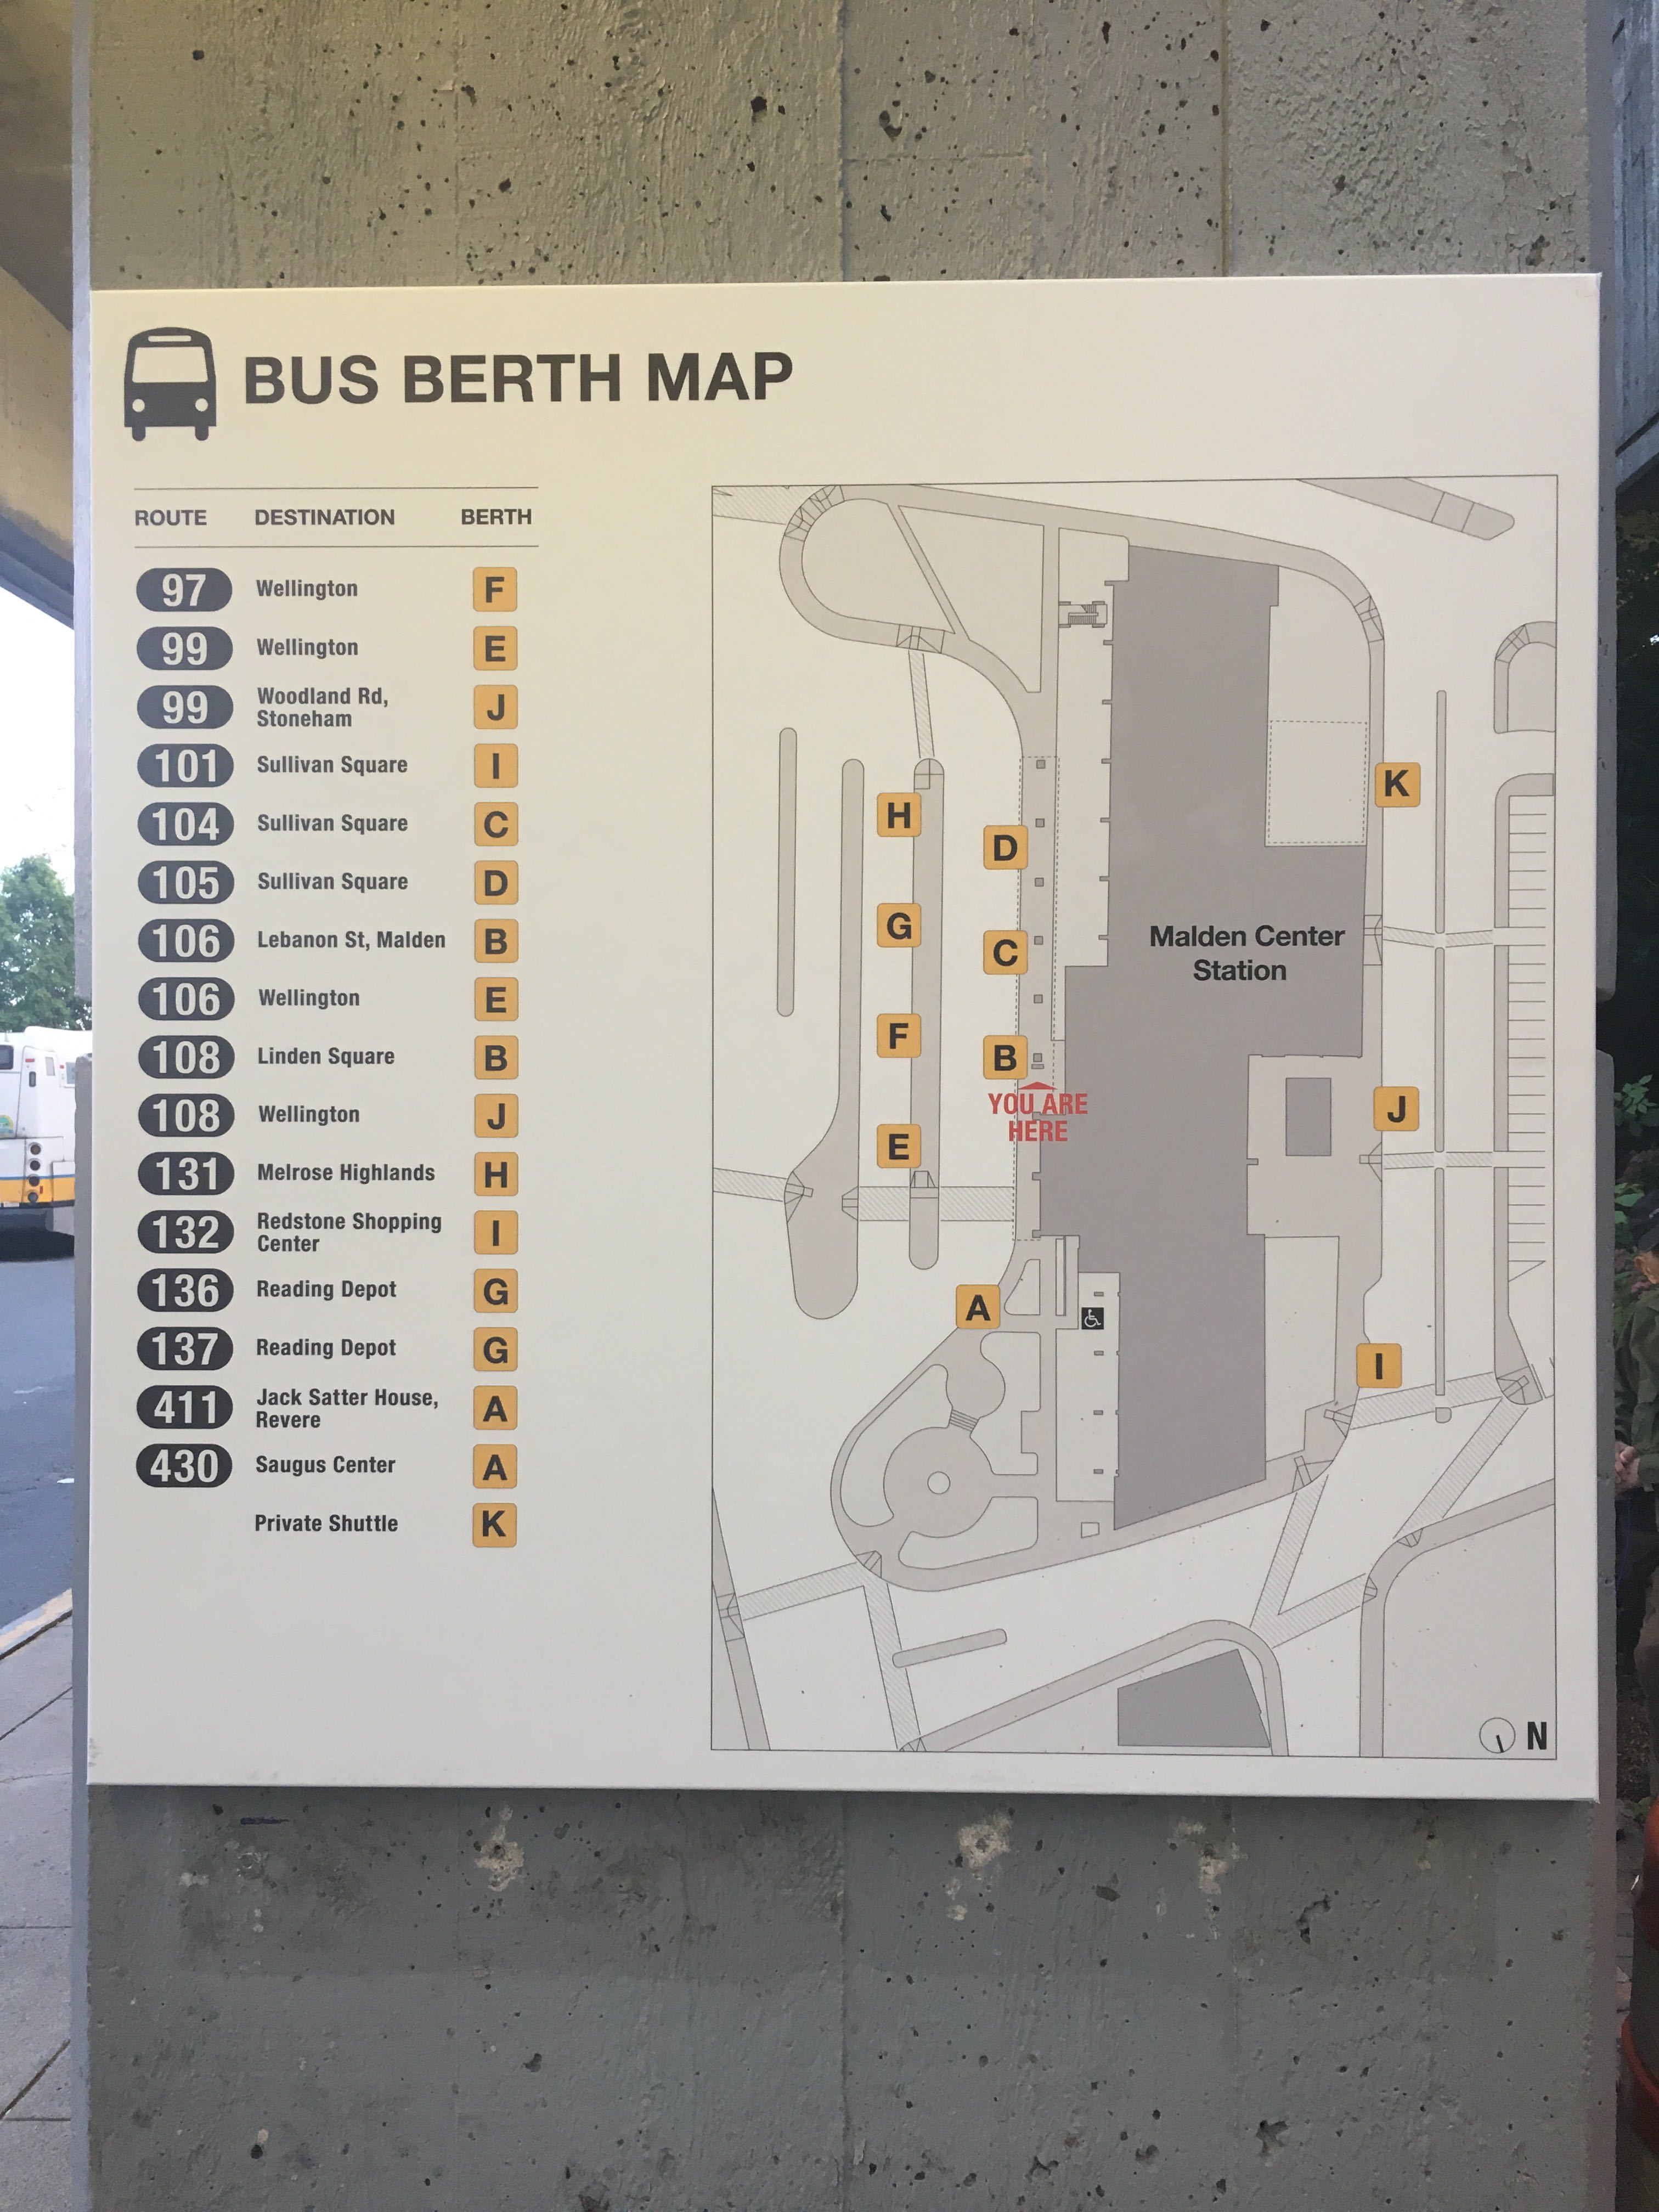 BUS BERTH MAP
ROUTE DESTINATION BERTH
97 Wellington F
99 Wellington E
99 Woodland Rd,
Stoneham J
101 Sullivan Square I
104 Sullivan Square C
105 Sullivan Square D
106 Lebanon St, Malden B
106 Wellington E
108 Linden Square B
108 Wellington J
131 Melrose Highlands H
132 Redstone Shopping
Center I
136 Reading Depot G
137 Reading Depot G
411 Jack Satter House,
Revere A
430 Saugus Center A
Private Shuttle K
K
H
D
G
C
Malden Center
Station
F
B
YOU ARE
HERE
J
E
A
I
N